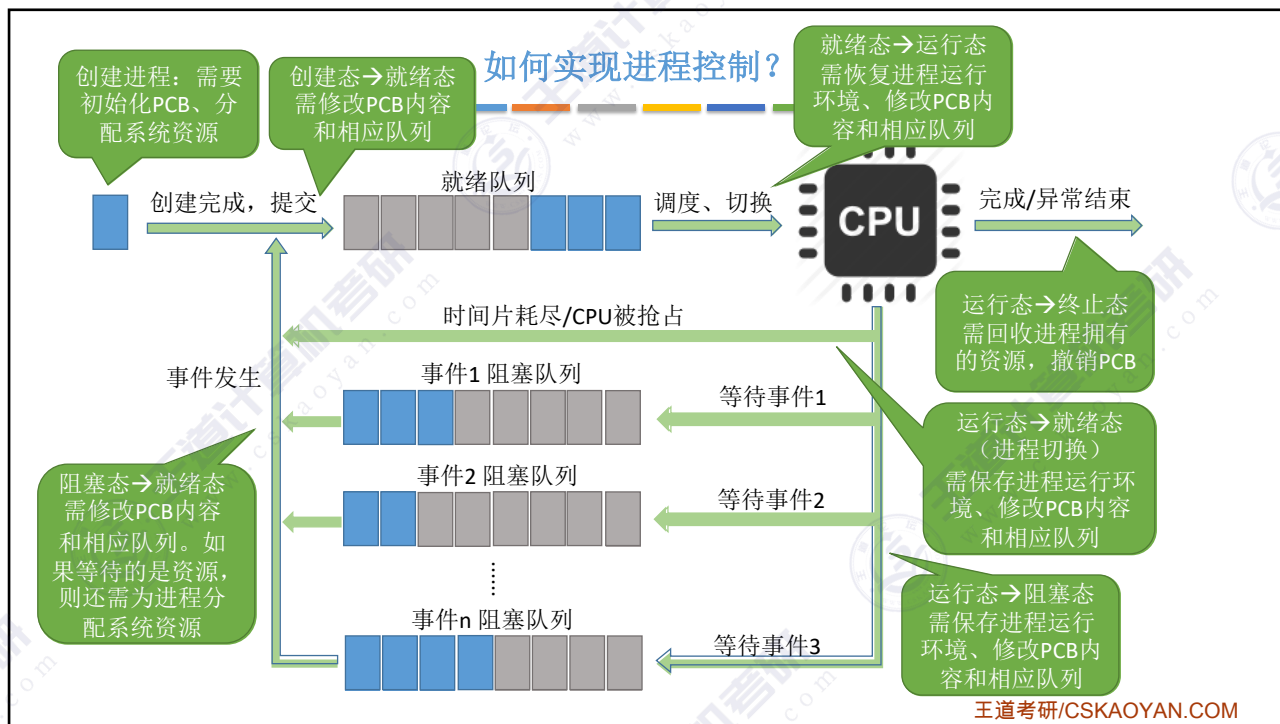 如何实现进程控制？
创建进程：需要
初始化PCB、分
配系统资源
创建态→就绪态
需修改PCB内容
和相应队列
就绪态→运行态
需恢复进程运行
环境、修改PCB内
容和相应队列
创建完成，提交
就绪队列
调度、切换
CPU
完成/异常结束
运行态→终止态
需回收进程拥有
的资源，撤销PCB
时间片耗尽/CPU被抢占
事件发生
事件1 阻塞队列
等待事件1
运行态→就绪态
（进程切换）
需保存进程运行环
境、修改PCB内容
和相应队列
阻塞态→就绪态
需修改PCB内容
和相应队列。如
果等待的是资源，
则还需为进程分
配系统资源
事件2 阻塞队列
等待事件2
……
事件n 阻塞队列
等待事件3
运行态→阻塞态
需保存进程运行
环境、修改PCB内
容和相应队列
王道考研/CSKAOYAN.COM